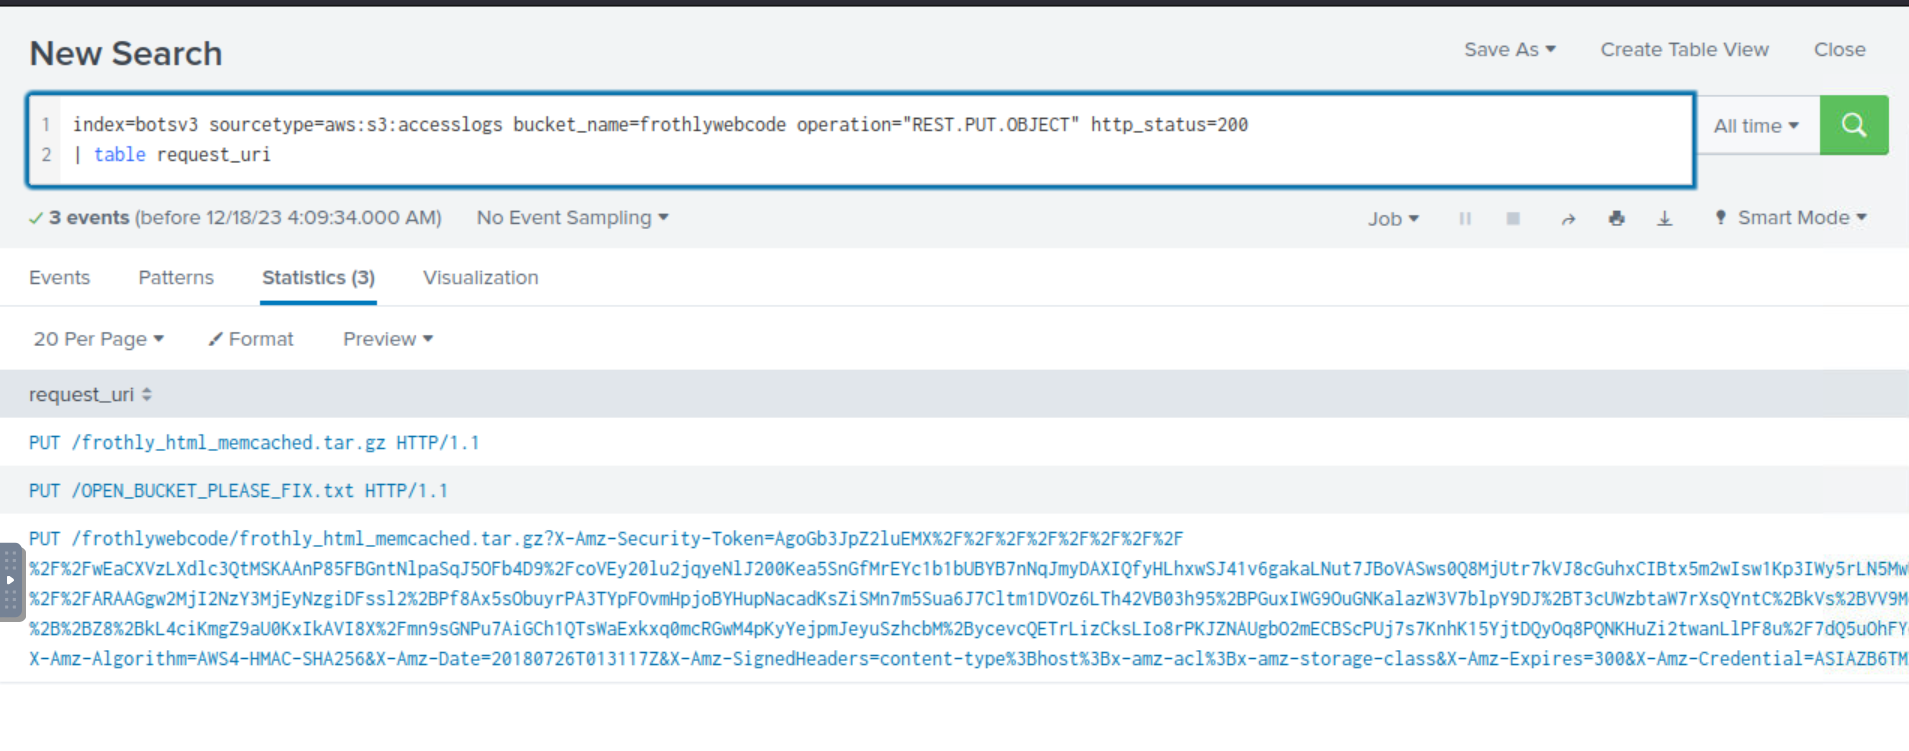 New Search
Save As Create Table View Close
1 index=botsv3 sourcetype=aws:s3:accesslogs bucket_name=frothlywebcode operation="REST.PUT.OBJECT" http_status=200
2 | table request_uri
All time
3 events (before 12/18/23 4:09:34.000 AM) No Event Sampling
Job Smart Mode
Events Patterns Statistics (3) Visualization
20 Per Page Format Preview
request_uri
PUT /frothly_html_memcached.tar.gz HTTP/1.1
PUT /OPEN_BUCKET_PLEASE_FIX.txt HTTP/1.1
PUT /frothlywebcode/frothly_html_memcached.tar.gz?X-Amz-Security-Token=AgoGb3JpZ2luEMX%2F%2F%2F%2F%2F%2F%2F%2F
%2F%2FwEaCXVzLXdlc3QtMSKAAnP85FBGntNlpaSqJ5OFb4D9%2FcoVEy20lu2jqyeNlJ200Kea5SnGfMrEYc1b1bUBYB7nNqJmyDAXIQfyHLhxwSJ41v6gakaLNut7JBoVASws0Q8MjUtr7kVJ8cGuhxCIBtx5m2wIsw1Kp3IWy5rLN5Mw
%2F%2FARAAGgw2MjI2NzY3MjEyNzgiDFssl2%2BPf8Ax5sObuyrPA3TYpFOvmHpjoBYHupNacadKsZiSMn7m5Sua6J7Cltm1DVOz6LTh42VB03h95%2BPGuxIWG9OuGNKalazW3V7blpY9DJ%2BT3cUWzbtaW7rXsQYntC%2BkVs%2BVV9M
%2B%2BZ8%2BkL4ciKmgZ9aU0KxIkAVI8X%2Fmn9sGNPu7AiGCh1QTsWaExkxq0mcRGwM4pKyYejpmJeyuSzhcbM%2BycevcQETrLizCksLIo8rPKJZNAUgbO2mECBScPUj7s7KnhK15YjtDQyOq8PQNKHuZi2twanLlPF8u%2F7dQ5uOhFY
X-Amz-Algorithm=AWS4-HMAC-SHA256&X-Amz-Date=20180726T013117Z&X-Amz-SignedHeaders=content-type%3Bhost%3Bx-amz-acl%3Bx-amz-storage-class&X-Amz-Expires=300&X-Amz-Credential=ASIAZB6TM